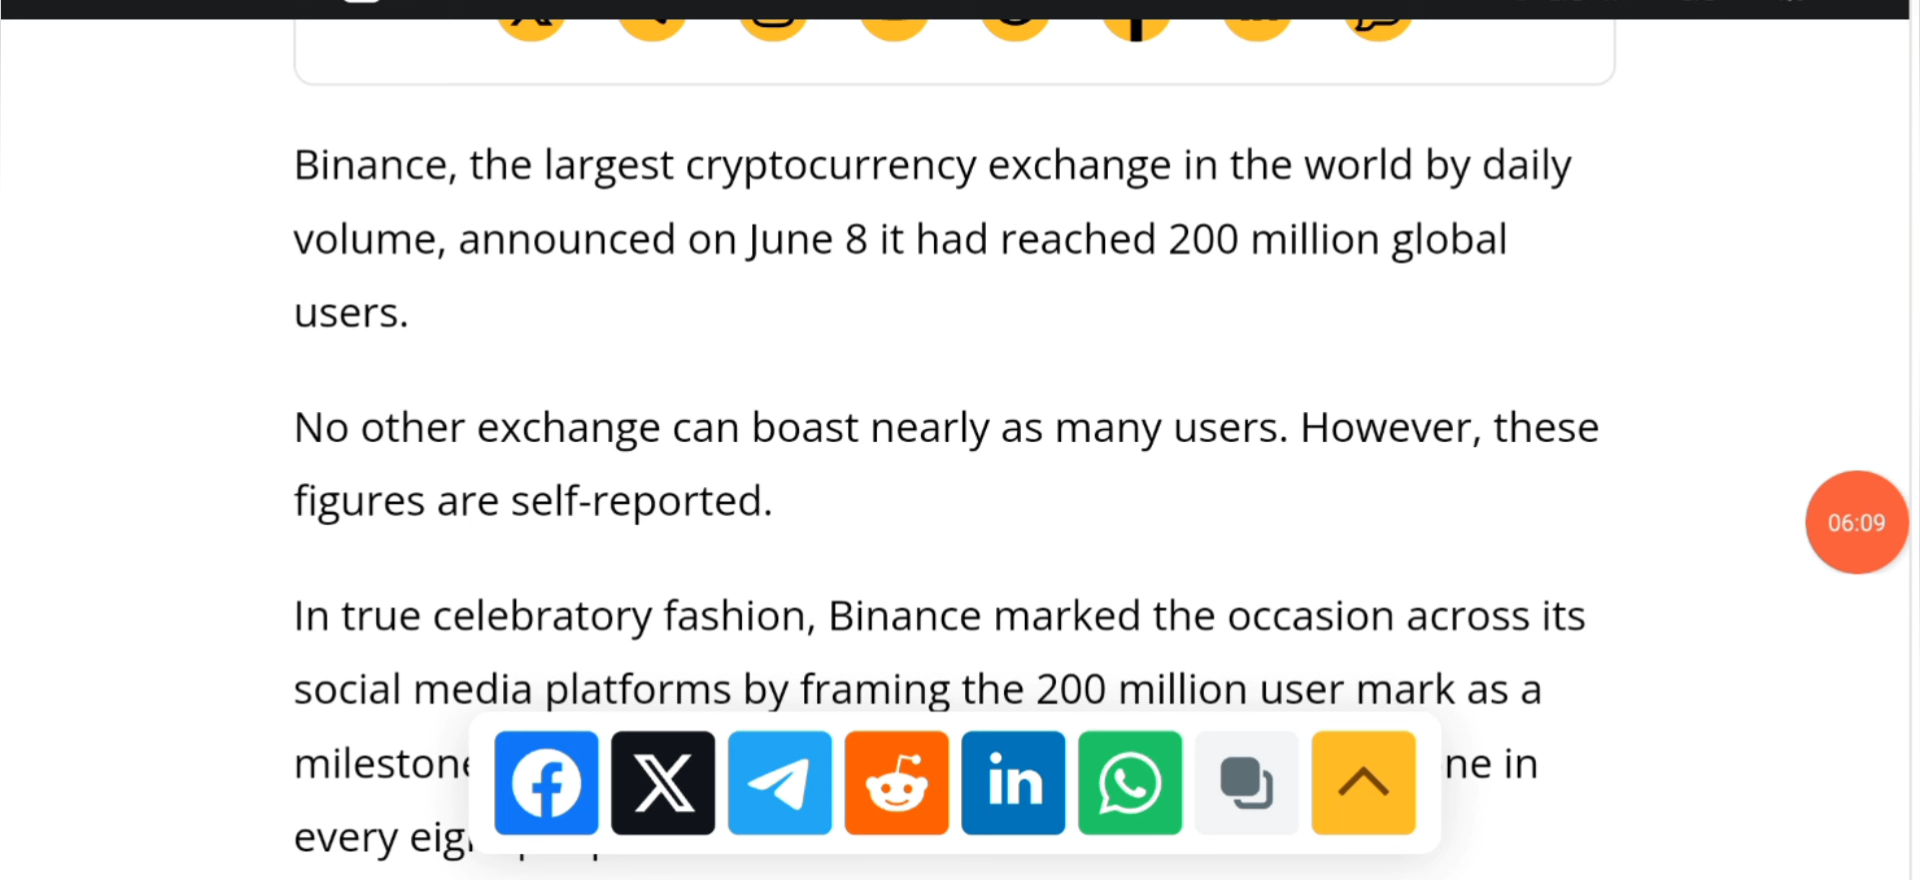 Binance, the largest cryptocurrency exchange in the world by daily
volume, announced on June 8 it had reached 200 million global
users.
No other exchange can boast nearly as many users. However, these
figures are self-reported.
06:09
In true celebratory fashion, Binance marked the occasion across its
social media platforms by framing the 200 million user mark as a
milestone in
every